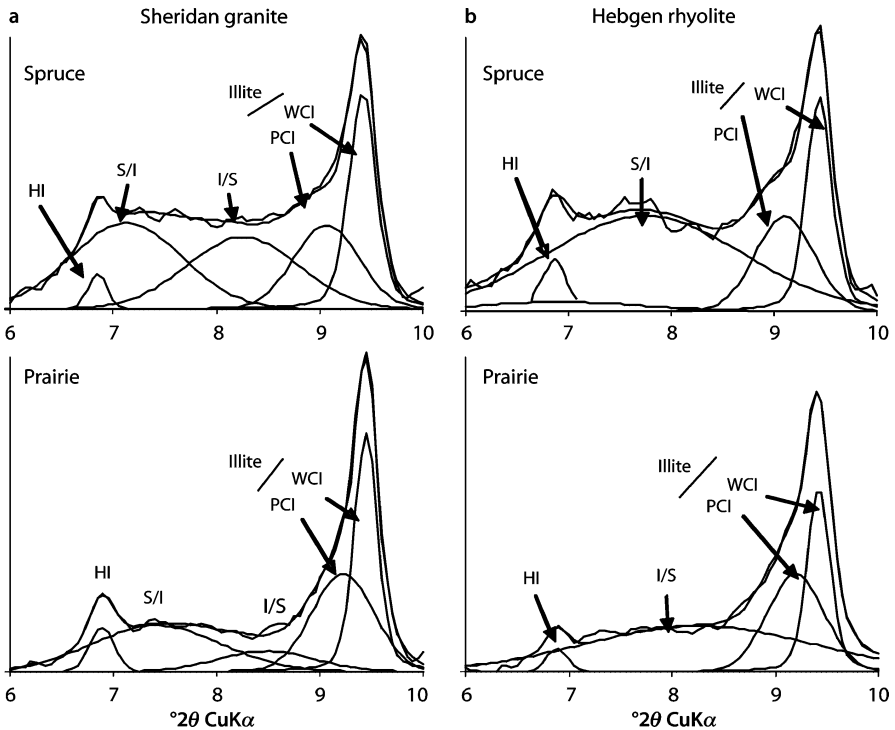 a Sheridan granite
Spruce
Illite
WCI
PCI
S/I
I/S
HI
6 7 8 9 10
b Hebgen rhyolite
Spruce
Illite
WCI
PCI
HI
S/I
6 7 8 9 10
Prairie
Illite
WCI
PCI
HI
S/I
I/S
6 7 8 9 10
°2θ CuKα
Prairie
Illite
WCI
PCI
HI
I/S
6 7 8 9 10
°2θ CuKα